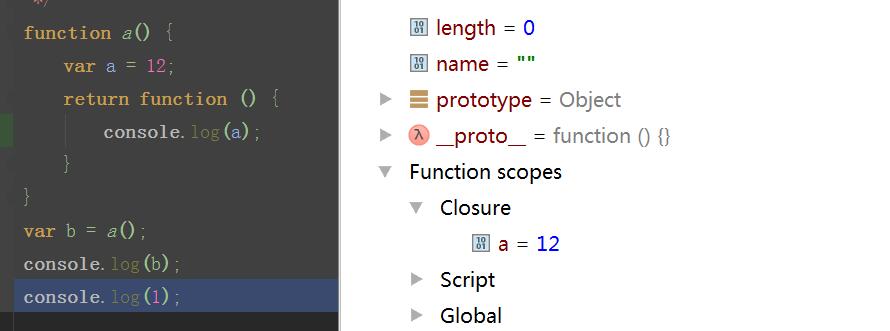 */
function a() {
var a = 12;
return function () {
console.log(a);
}
}
var b = a();
console.log(b);
console.log(1);
length = 0
name = ""
prototype = Object
__proto__ = function () {}
Function scopes
Closure
a = 12
Script
Global